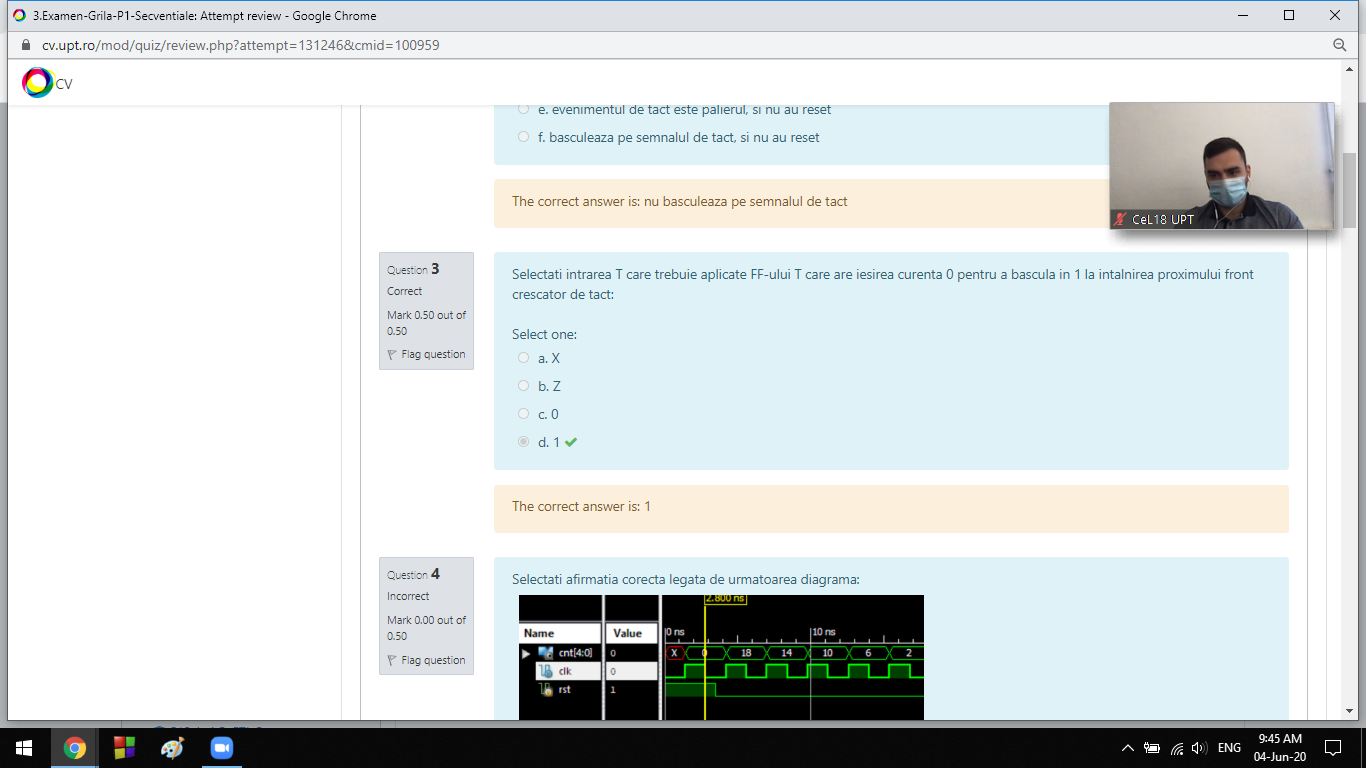 3.Examen-Grila-P1-Secventiale: Attempt review - Google Chrome
cv.upt.ro/mod/quiz/review.php?attempt=131246&cmid=100959
CV
e. evenimentul de tact este palierul, si nu au reset
f. basculeaza pe semnalul de tact, si nu au reset
The correct answer is: nu basculeaza pe semnalul de tact
CeL18 UPT
Question 3
Correct
Mark 0.50 out of
0.50
Flag question
Selectati intrarea T care trebuie aplicate FF-ului T care are iesirea curenta 0 pentru a bascula in 1 la intalnirea proximului front
crescator de tact:
Select one:
a. X
b. Z
c. 0
d. 1
The correct answer is: 1
Question 4
Incorrect
Mark 0.00 out of
0.50
Flag question
Selectati afirmatia corecta legata de urmatoarea diagrama:
2.800 ns
Name Value 0 ns 10 ns
cnt[4:0] 0 X 0 18 14 10 6 2
clk 0
rst 1
ENG
9:45 AM
04-Jun-20